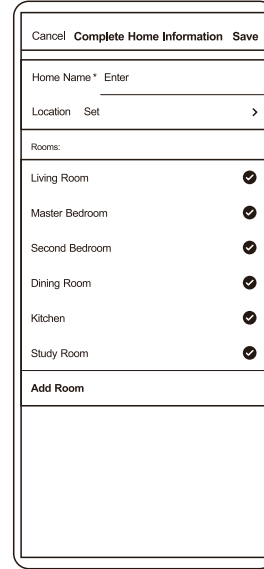 Cancel Complete Home Information Save
Home Name* Enter
Location Set
Rooms:
Living Room
Master Bedroom
Second Bedroom
Dining Room
Kitchen
Study Room
Add Room